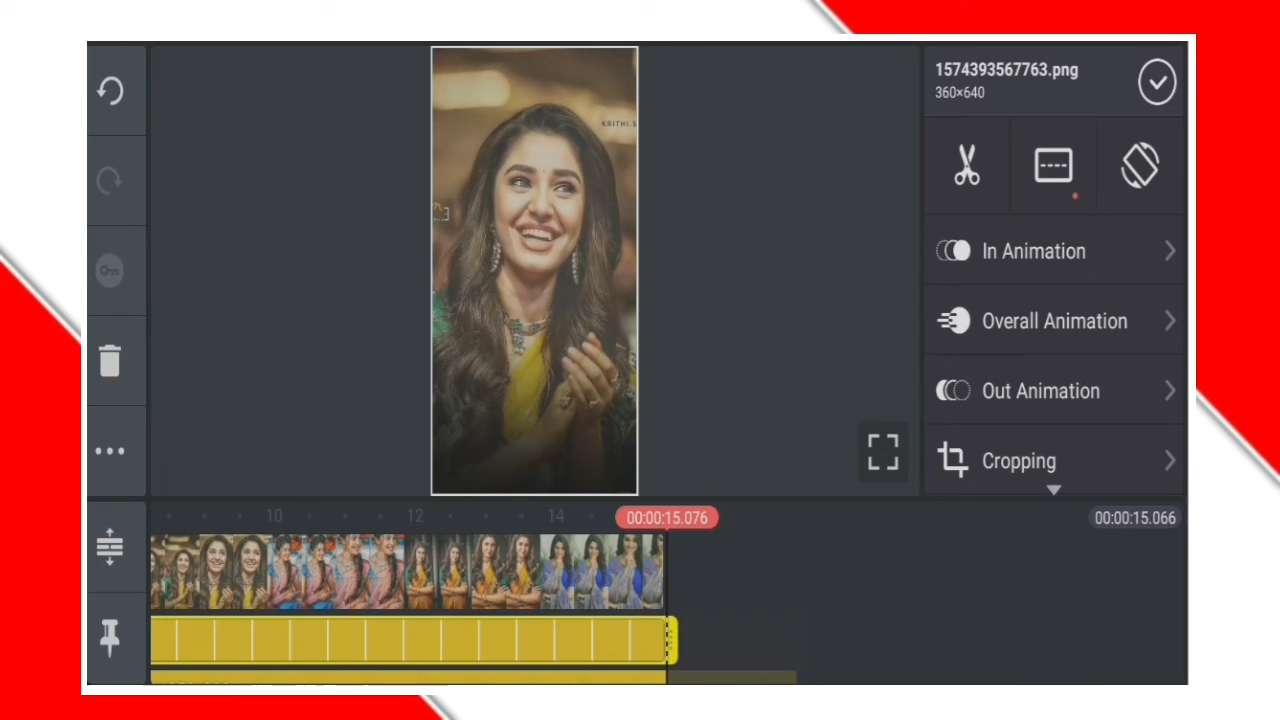 1574393567763.png
360×640
KRITHI.S
In Animation
Overall Animation
Out Animation
Cropping
10
12
14
00:00:15.076
00:00:15.066